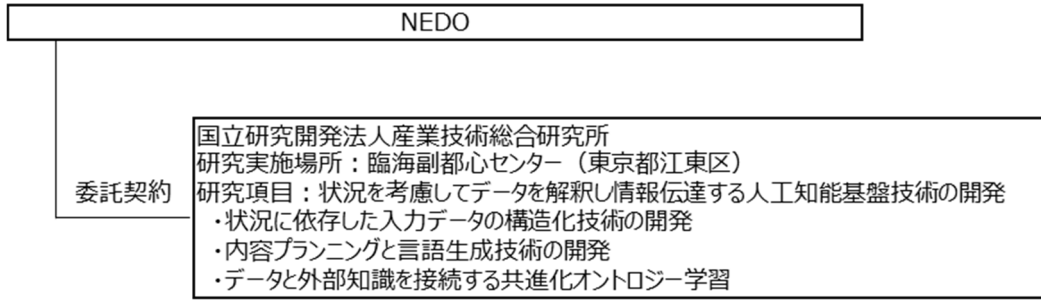 NEDO
国立研究開発法人産業技術総合研究所
研究実施場所：臨海副都心センター（東京都江東区）
委託契約
研究項目：状況を考慮してデータを解釈し情報伝達する人工知能基盤技術の開発
・状況に依存した入力データの構造化技術の開発
・内容プランニングと言語生成技術の開発
・データと外部知識を接続する共進化オントロジー学習